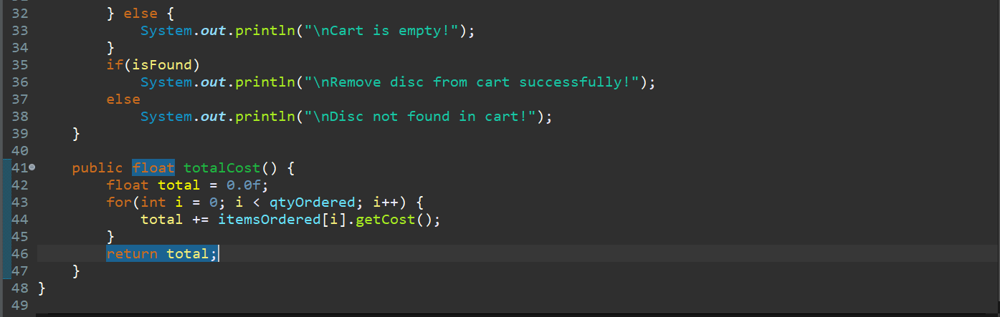 32 } else {
33 System.out.println("\nCart is empty!");
34 }
35 if(isFound)
36 System.out.println("\nRemove disc from cart successfully!");
37 else
38 System.out.println("\nDisc not found in cart!");
39 }
40
41 public float totalCost() {
42 float total = 0.0f;
43 for(int i = 0; i < qtyOrdered; i++) {
44 total += itemsOrdered[i].getCost();
45 }
46 return total;
47 }
48 }
49